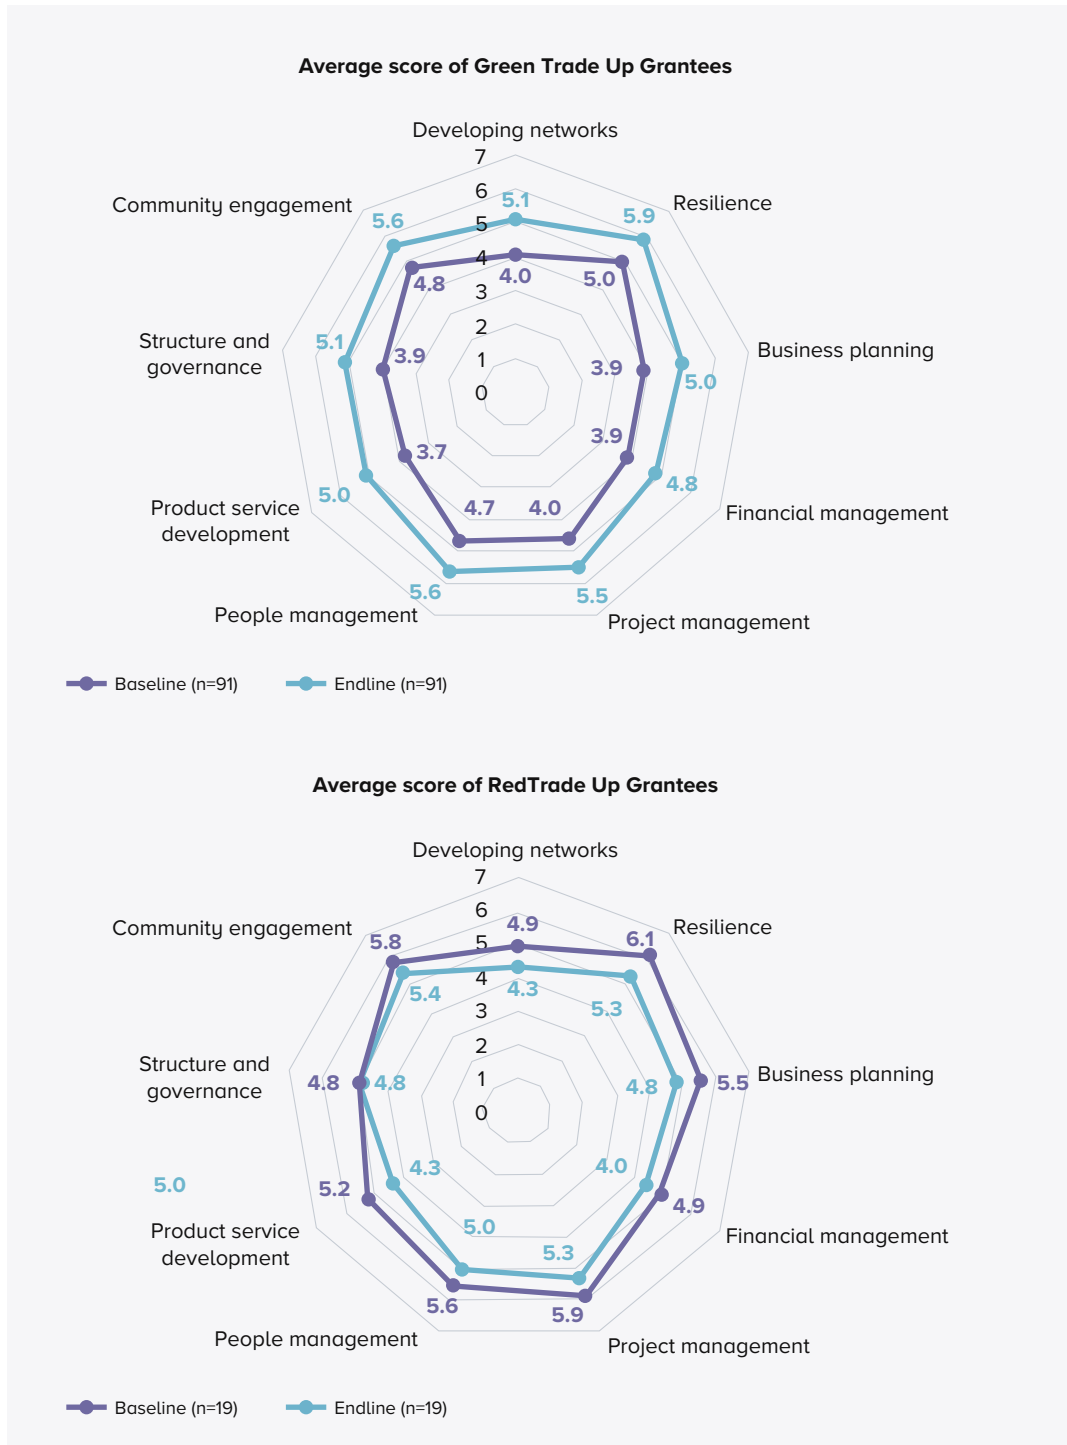 Average score of Green Trade Up Grantees
Developing networks
7
6
5.1
5
4
4.0
3
2
1
0
Resilience
5.9
5.0
Business planning
3.9
5.0
3.9
4.8
Financial management
4.0
5.5
Project management
4.7
5.6
People management
3.7
5.0
Product service
development
3.9
5.1
Structure and
governance
Community engagement
5.6
4.8
Baseline (n=91)
Endline (n=91)
Average score of RedTrade Up Grantees
Developing networks
7
6
4.9
5
4
4.3
3
2
1
0
Resilience
6.1
5.3
Business planning
4.8
5.5
4.0
4.9
Financial management
5.3
5.9
Project management
5.0
5.6
People management
4.3
5.2
5.0
Product service
development
4.8
4.8
Structure and
governance
Community engagement
5.8
5.4
Baseline (n=19)
Endline (n=19)